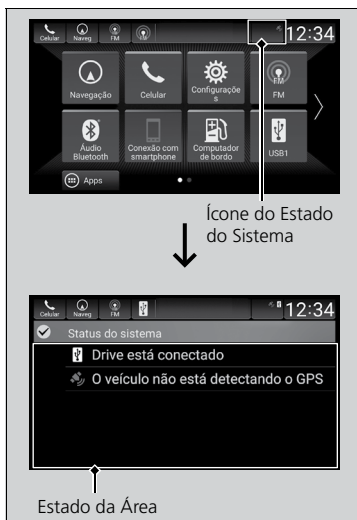 Celular Naveg FM FM 12:34
Navegação Celular Configuraçõe
s FM
Áudio
Bluetooth Conexão com
smartphone Computador
de bordo USB1
Apps
Ícone do Estado
do Sistema
Celular Naveg FM 12:34
Status do sistema
Drive está conectado
O veículo não está detectando o GPS
Estado da Área